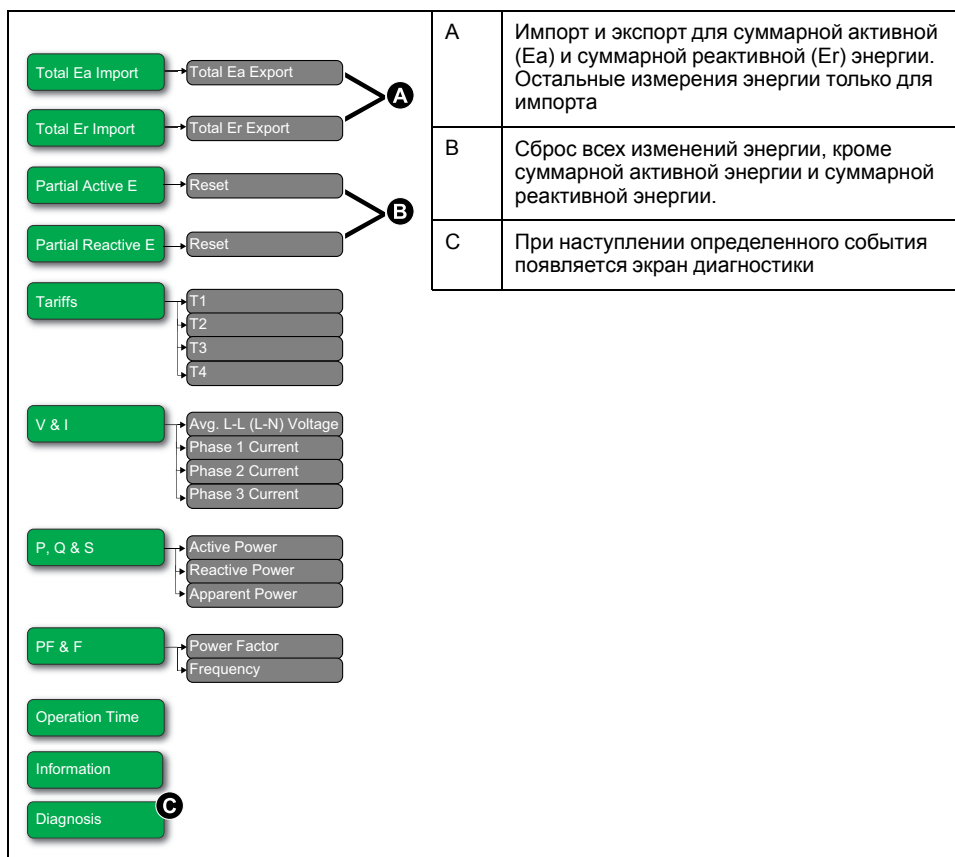 Total Ea Import
Total Ea Export
A
Total Er Import
Total Er Export
Partial Active E
Reset
B
Partial Reactive E
Reset
Tariffs
T1
T2
T3
T4
V & I
Avg. L-L (L-N) Voltage
Phase 1 Current
Phase 2 Current
Phase 3 Current
P, Q & S
Active Power
Reactive Power
Apparent Power
PF & F
Power Factor
Frequency
Operation Time
Information
C
Diagnosis
A
Импорт и экспорт для суммарной активной
(Ea) и суммарной реактивной (Er) энергии.
Остальные измерения энергии только для
импорта
B
Сброс всех изменений энергии, кроме
суммарной активной энергии и суммарной
реактивной энергии.
C
При наступлении определенного события
появляется экран диагностики